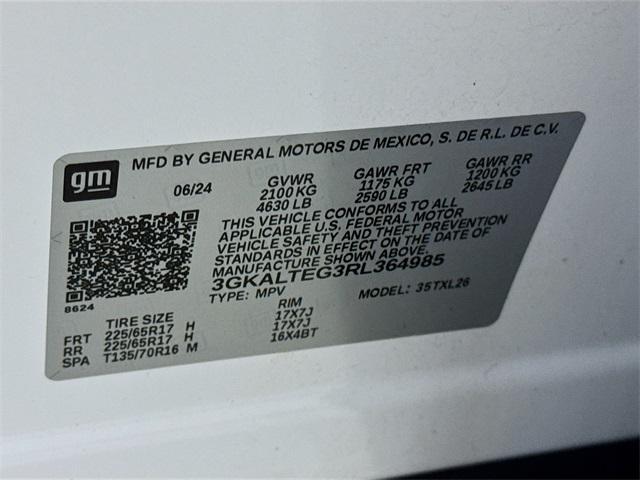 gm
MFD BY GENERAL MOTORS DE MEXICO, S. DE R.L. DE C.V.
06/24 GVWR GAWR FRT GAWR RR
2100 KG 1175 KG 1200 KG
4630 LB 2590 LB 2645 LB
THIS VEHICLE CONFORMS TO ALL
APPLICABLE U.S. FEDERAL MOTOR
VEHICLE SAFETY AND THEFT PREVENTION
STANDARDS IN EFFECT ON THE DATE OF
MANUFACTURE SHOWN ABOVE.
3GKALTEG3RL364985
8624
TYPE: MPV MODEL: 35TXL26
TIRE SIZE RIM
FRT 225/65R17 H 17X7J
RR 225/65R17 H 17X7J
SPA T135/70R16 M 16X4BT